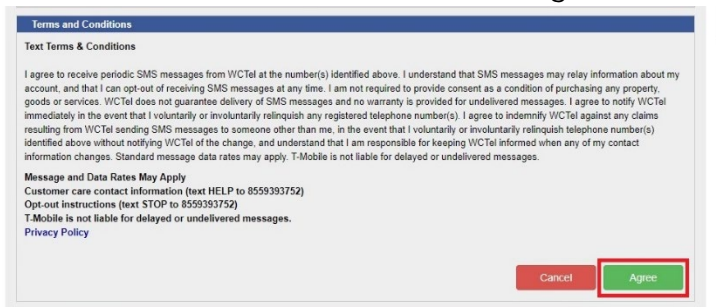 Terms and Conditions
Text Terms & Conditions
I agree to receive periodic SMS messages from WCTel at the number(s) identified above. I understand that SMS messages may relay information about my
account, and that I can opt-out of receiving SMS messages at any time. I am not required to provide consent as a condition of purchasing any property,
goods or services. WCTel does not guarantee delivery of SMS messages and no warranty is provided for undelivered messages. I agree to notify WCTel
immediately in the event that I voluntarily or involuntarily relinquish any registered telephone number(s). I agree to indemnify WCTel against any claims
resulting from WCTel sending SMS messages to someone other than me, in the event that I voluntarily or involuntarily relinquish telephone number(s)
identified above without notifying WCTel of the change, and understand that I am responsible for keeping WCTel informed when any of my contact
information changes. Standard message data rates may apply. T-Mobile is not liable for delayed or undelivered messages.
Message and Data Rates May Apply
Customer care contact information (text HELP to 8559393752)
Opt-out instructions (text STOP to 8559393752)
T-Mobile is not liable for delayed or undelivered messages.
Privacy Policy
Cancel Agree